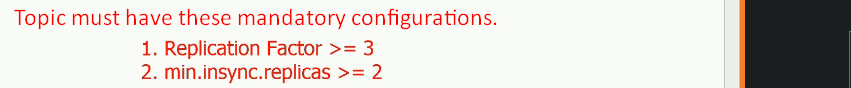 Topic must have these mandatory configurations.
1. Replication Factor >= 3
2. min.insync.replicas >= 2